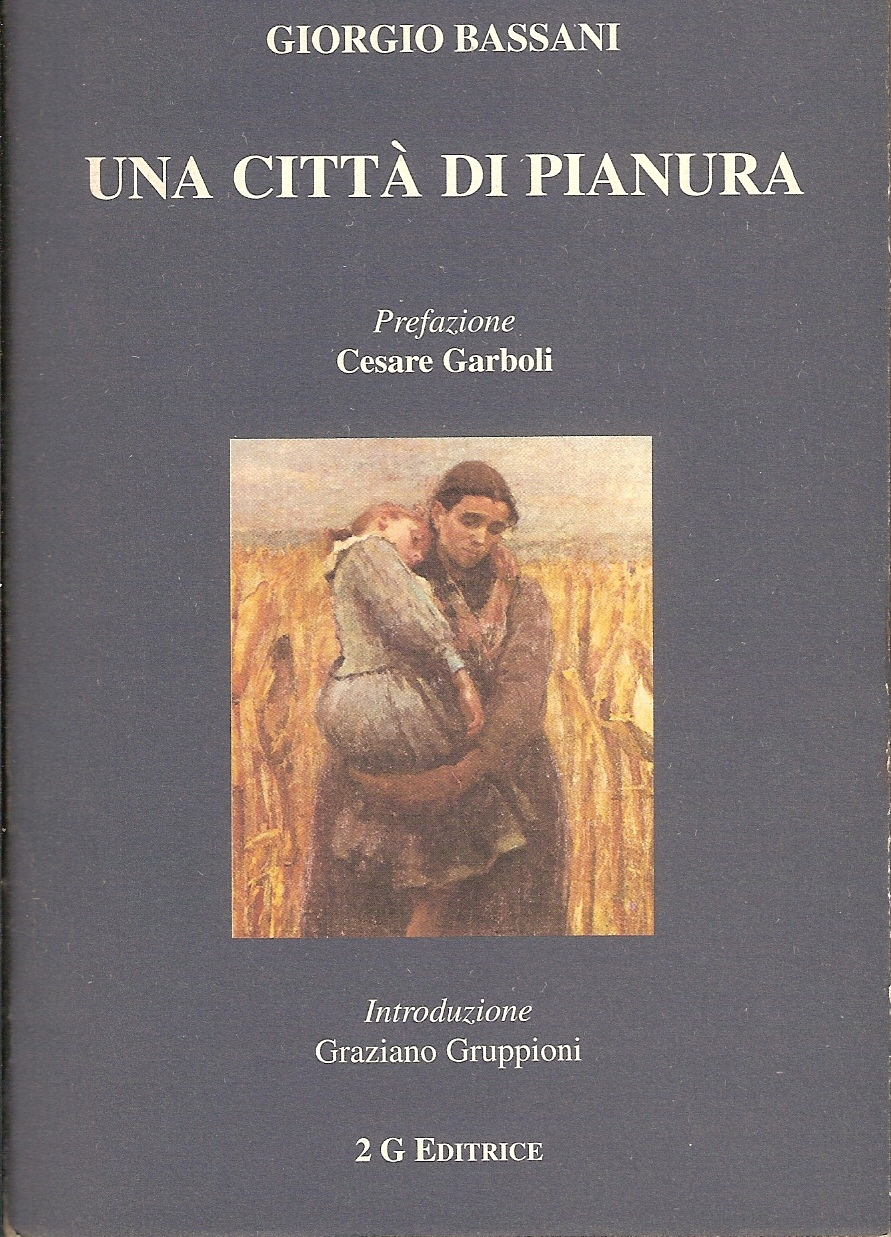 GIORGIO BASSANI
UNA CITTÀ DI PIANURA
Prefazione
Cesare Garboli
Introduzione
Graziano Gruppioni
2 G EDITRICE